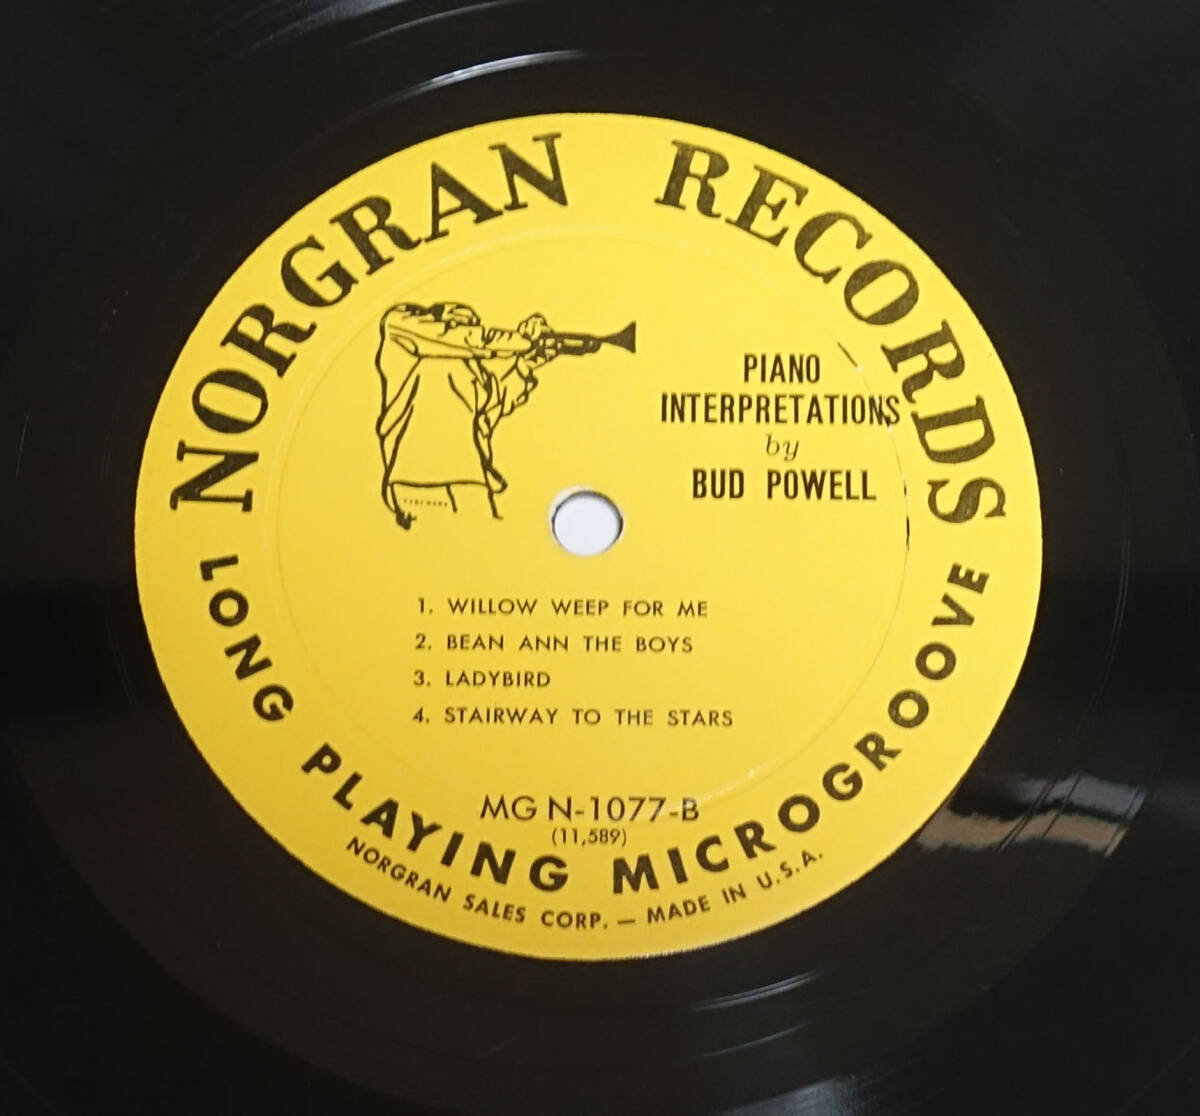 NORGRAN RECORDS
PIANO
INTERPRETATIONS
by
BUD POWELL
1. WILLOW WEEP FOR ME
2. BEAN ANN THE BOYS
3. LADYBIRD
4. STAIRWAY TO THE STARS
MG N-1077-B
(11,589)
LONG PLAYING MICROGROOVE
NORGRAN SALES CORP. — MADE IN U.S.A.